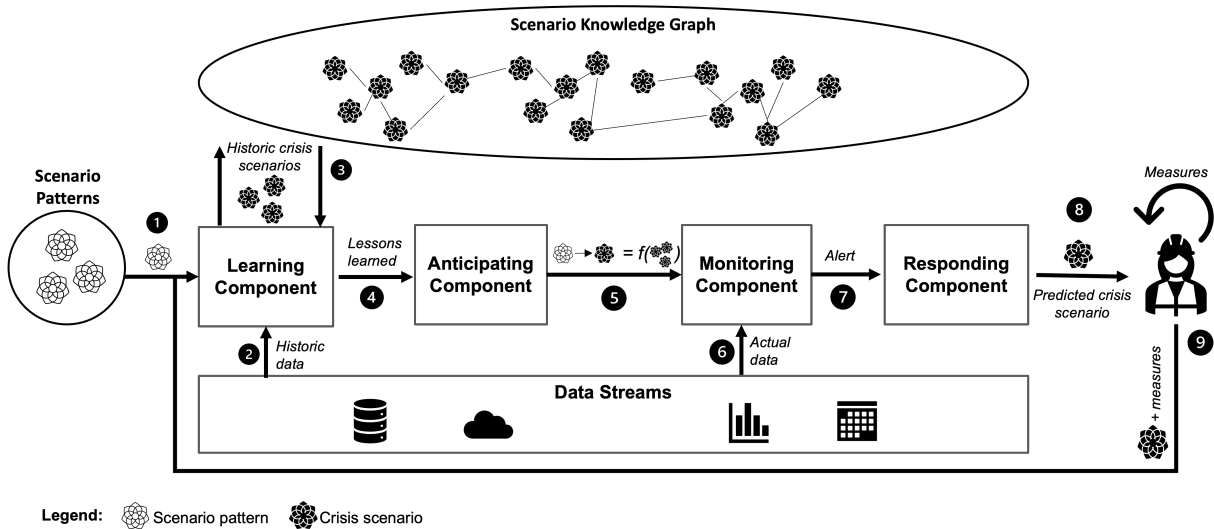 Scenario Knowledge Graph
Historic crisis
scenarios
3
Scenario
Patterns
1
Learning
Component
Lessons
learned
4
Anticipating
Component
= f( )
5
Monitoring
Component
Alert
7
Responding
Component
8
Predicted crisis
scenario
Measures
9
+ measures
2
Historic
data
6
Actual
data
Data Streams
Legend:
Scenario pattern
Crisis scenario